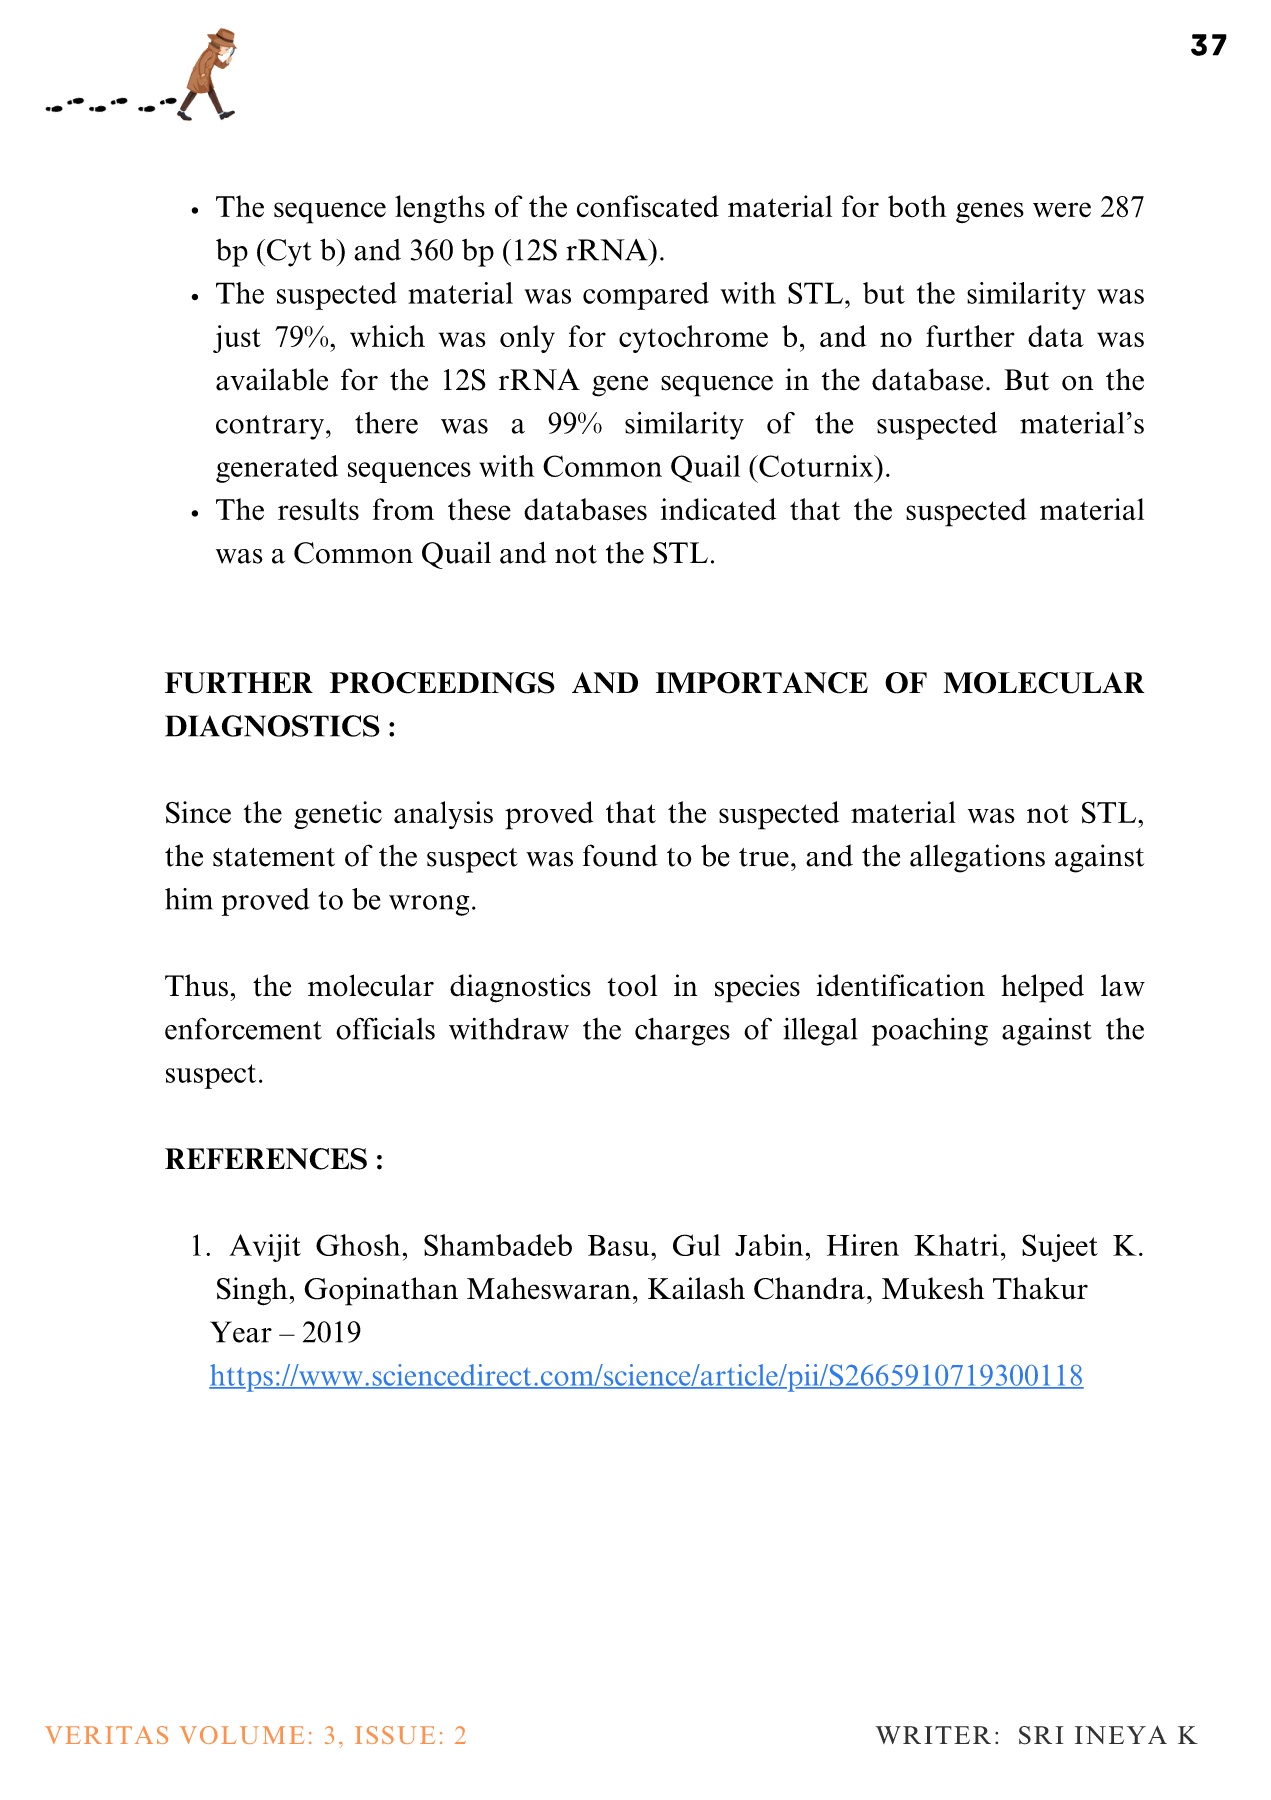 37
• The sequence lengths of the confiscated material for both genes were 287
bp (Cyt b) and 360 bp (12S rRNA).
• The suspected material was compared with STL, but the similarity was
just 79%, which was only for cytochrome b, and no further data was
available for the 12S rRNA gene sequence in the database. But on the
contrary, there was a 99% similarity of the suspected material’s
generated sequences with Common Quail (Coturnix).
• The results from these databases indicated that the suspected material
was a Common Quail and not the STL.
FURTHER PROCEEDINGS AND IMPORTANCE OF MOLECULAR
DIAGNOSTICS :
Since the genetic analysis proved that the suspected material was not STL,
the statement of the suspect was found to be true, and the allegations against
him proved to be wrong.
Thus, the molecular diagnostics tool in species identification helped law
enforcement officials withdraw the charges of illegal poaching against the
suspect.
REFERENCES :
1. Avijit Ghosh, Shambadeb Basu, Gul Jabin, Hiren Khatri, Sujeet K.
Singh, Gopinathan Maheswaran, Kailash Chandra, Mukesh Thakur
Year – 2019
https://www.sciencedirect.com/science/article/pii/S2665910719300118
VERITAS VOLUME: 3, ISSUE: 2
WRITER: SRI INEYA K